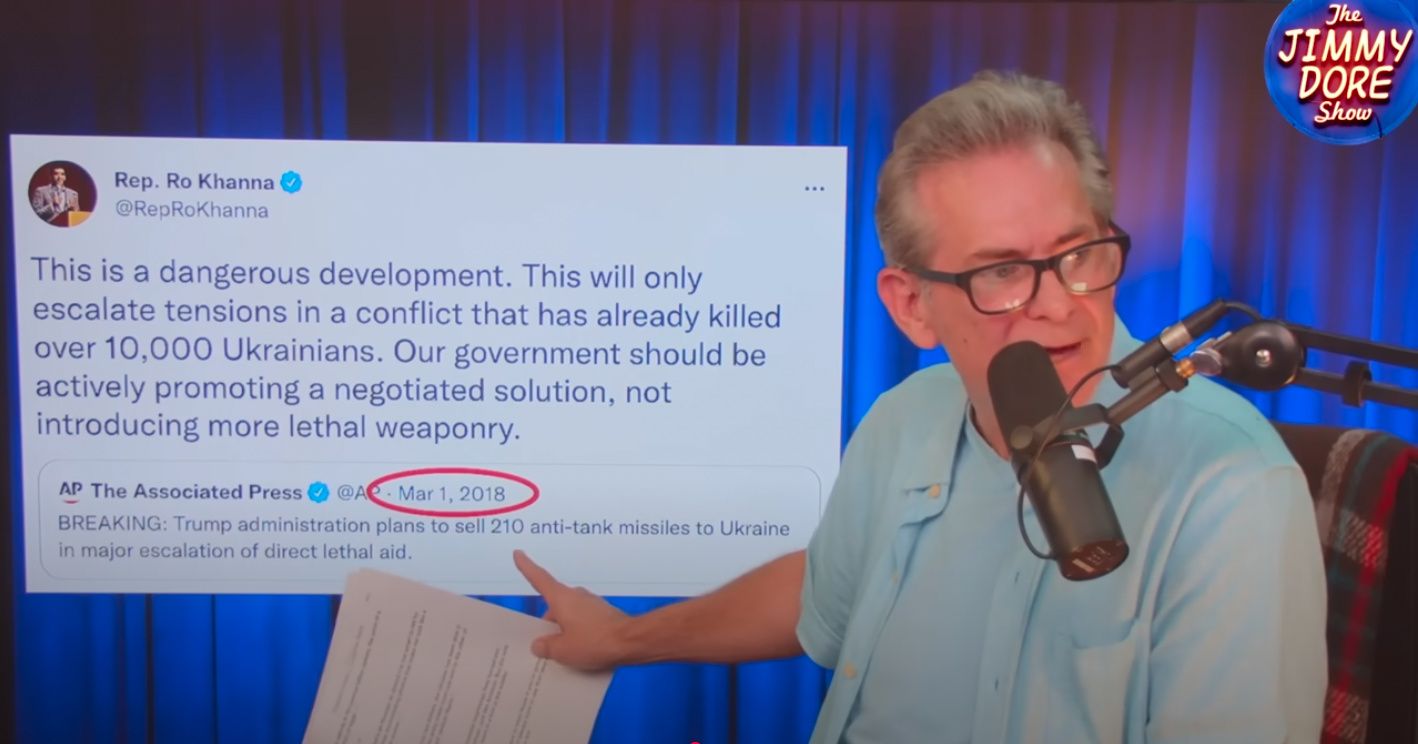 The
JIMMY
DORE
Show
Rep. Ro Khanna
@RepRoKhanna
This is a dangerous development. This will only
escalate tensions in a conflict that has already killed
over 10,000 Ukrainians. Our government should be
actively promoting a negotiated solution, not
introducing more lethal weaponry.
AP The Associated Press @AP · Mar 1, 2018
BREAKING: Trump administration plans to sell 210 anti-tank missiles to Ukraine
in major escalation of direct lethal aid.